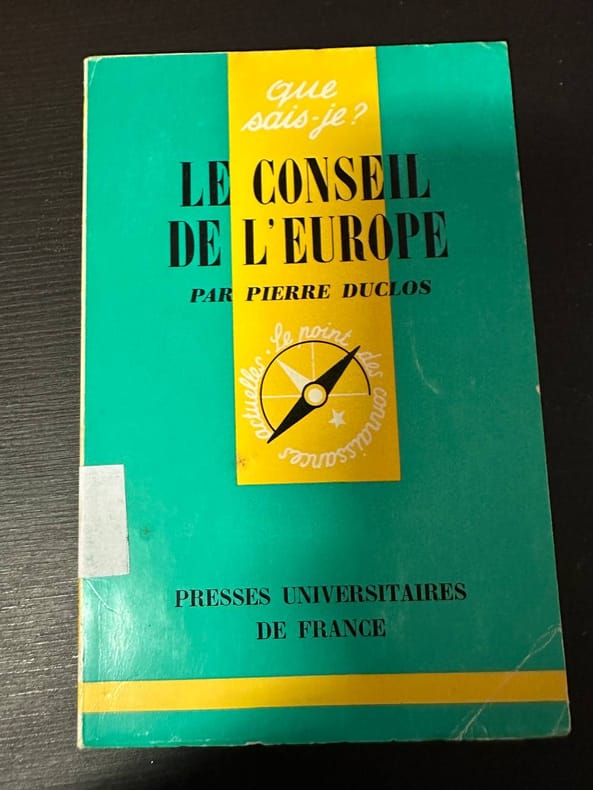 que
sais-je?
LE CONSEIL
DE L'EUROPE
PAR PIERRE DUCLOS
Le point des connaissances actuelles.
PRESSES UNIVERSITAIRES
DE FRANCE